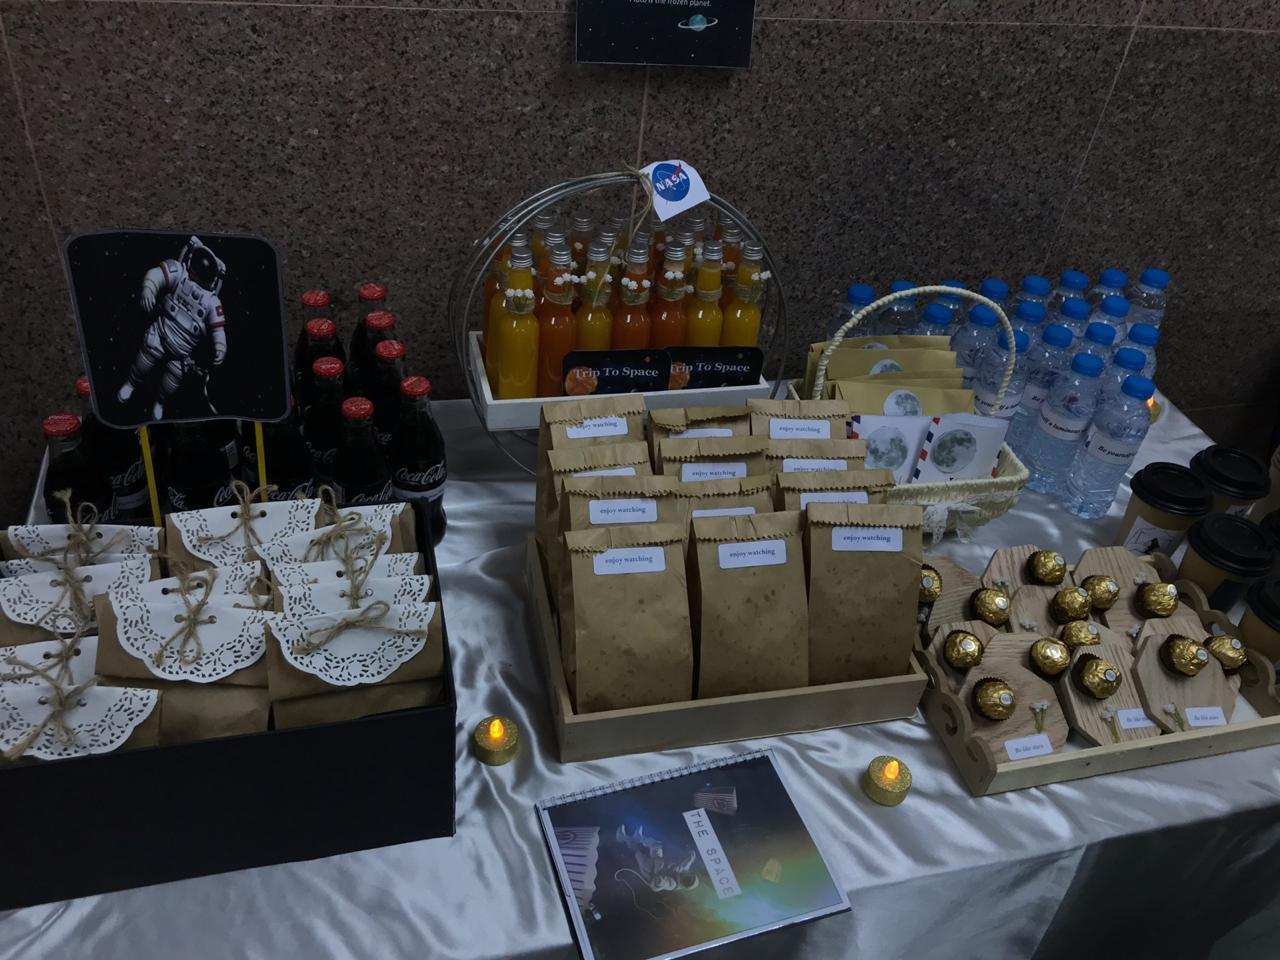 Pluto is the frozen planet.
NASA
Trip To Space
Trip To Space
enjoy watching
enjoy watching
enjoy watching
enjoy watching
enjoy watching
enjoy watching
enjoy watching
enjoy watching
Coca-Cola
Coca-Cola
Be yourself
THE SPACE
Be like stars
Be like stars